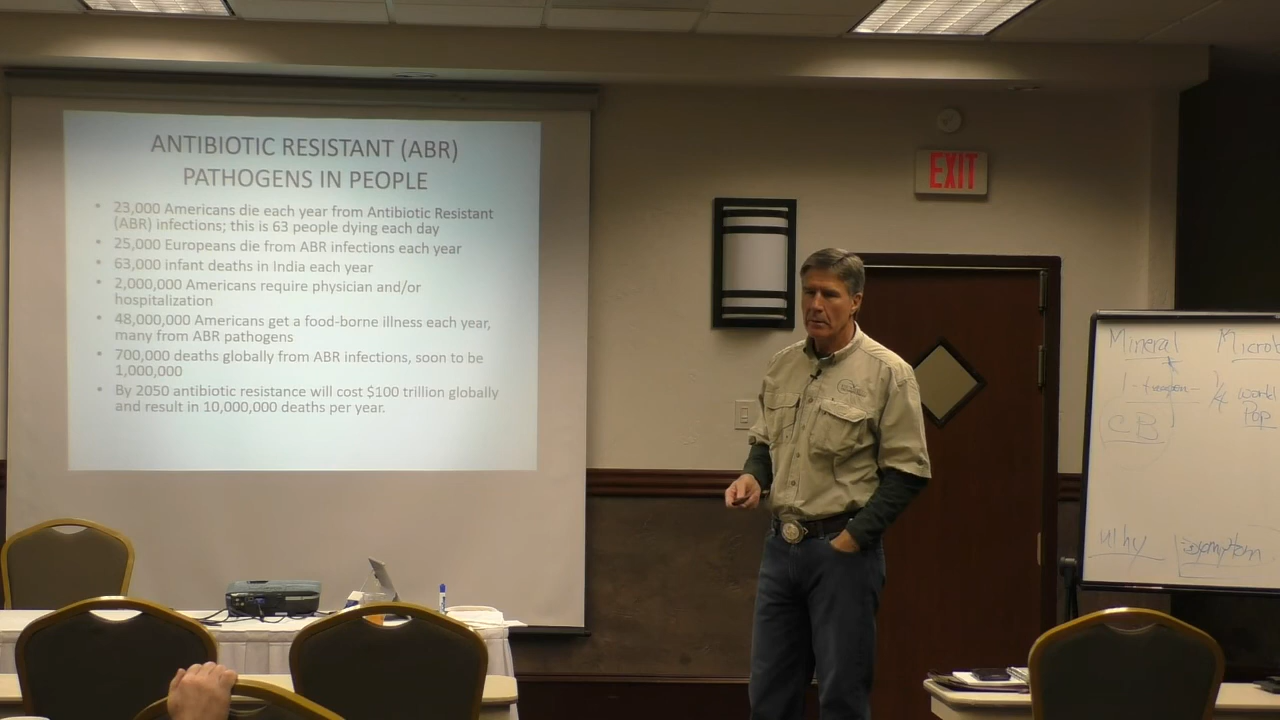 ANTIBIOTIC RESISTANT (ABR)
PATHOGENS IN PEOPLE
• 23,000 Americans die each year from Antibiotic Resistant
(ABR) infections; this is 63 people dying each day
• 25,000 Europeans die from ABR infections each year
• 63,000 infant deaths in India each year
• 2,000,000 Americans require physician and/or
hospitalization
• 48,000,000 Americans get a food-borne illness each year,
many from ABR pathogens
• 700,000 deaths globally from ABR infections, soon to be
1,000,000
• By 2050 antibiotic resistance will cost $100 trillion globally
and result in 10,000,000 deaths per year.
EXIT
Mineral Microb
1 - 1/4 world
CB Pop
Why Symptom